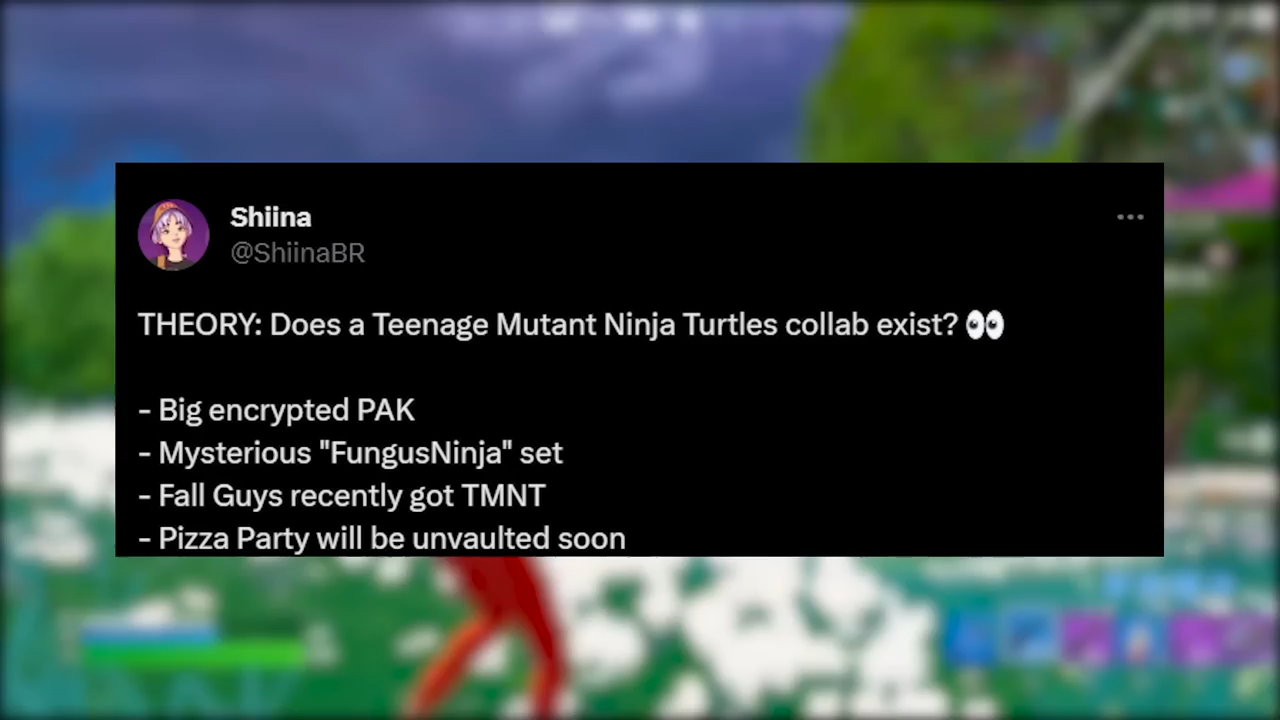 Shiina
@ShiinaBR
THEORY: Does a Teenage Mutant Ninja Turtles collab exist? 👀
- Big encrypted PAK
- Mysterious "FungusNinja" set
- Fall Guys recently got TMNT
- Pizza Party will be unvaulted soon